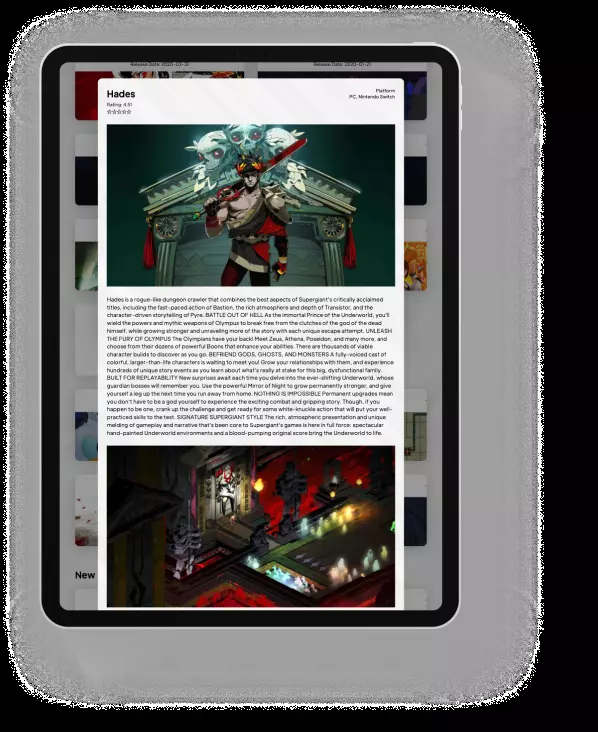 Release Date: 2020-03-31
Release Date: 2020-01-21
Hades
Platform
PC, Nintendo Switch
Rating: 4.51
☆☆☆☆☆
Hades is a rogue-like dungeon crawler that combines the best aspects of Supergiant's critically acclaimed
titles, including the fast-paced action of Bastion, the rich atmosphere and depth of Transistor, and the
character-driven storytelling of Pyre. BATTLE OUT OF HELL As the immortal Prince of the Underworld, you'll
wield the powers and mythic weapons of Olympus to break free from the clutches of the god of the dead
himself, while growing stronger and unraveling more of the story with each unique escape attempt. UNLEASH
THE FURY OF OLYMPUS The Olympians have your back! Meet Zeus, Athena, Poseidon, and many more, and
choose from their dozens of powerful Boons that enhance your abilities. There are thousands of viable
character builds to discover as you go. BEFRIEND GODS, GHOSTS, AND MONSTERS A fully-voiced cast of
colorful, larger-than-life characters is waiting to meet you! Grow your relationships with them, and experience
hundreds of unique story events as you learn about what's really at stake for this big, dysfunctional family.
BUILT FOR REPLAYABILITY New surprises await each time you delve into the ever-shifting Underworld, whose
guardian bosses will remember you. Use the powerful Mirror of Night to grow permanently stronger, and give
yourself a leg up the next time you run away from home. NOTHING IS IMPOSSIBLE Permanent upgrades mean
you don't have to be a god yourself to experience the exciting combat and gripping story. Though, if you
happen to be one, crank up the challenge and get ready for some white-knuckle action that will put your well-
practiced skills to the test. SIGNATURE SUPERGIANT STYLE The rich, atmospheric presentation and unique
melding of gameplay and narrative that's been core to Supergiant's games is here in full force: spectacular
hand-painted Underworld environments and a blood-pumping original score bring the Underworld to life.
New